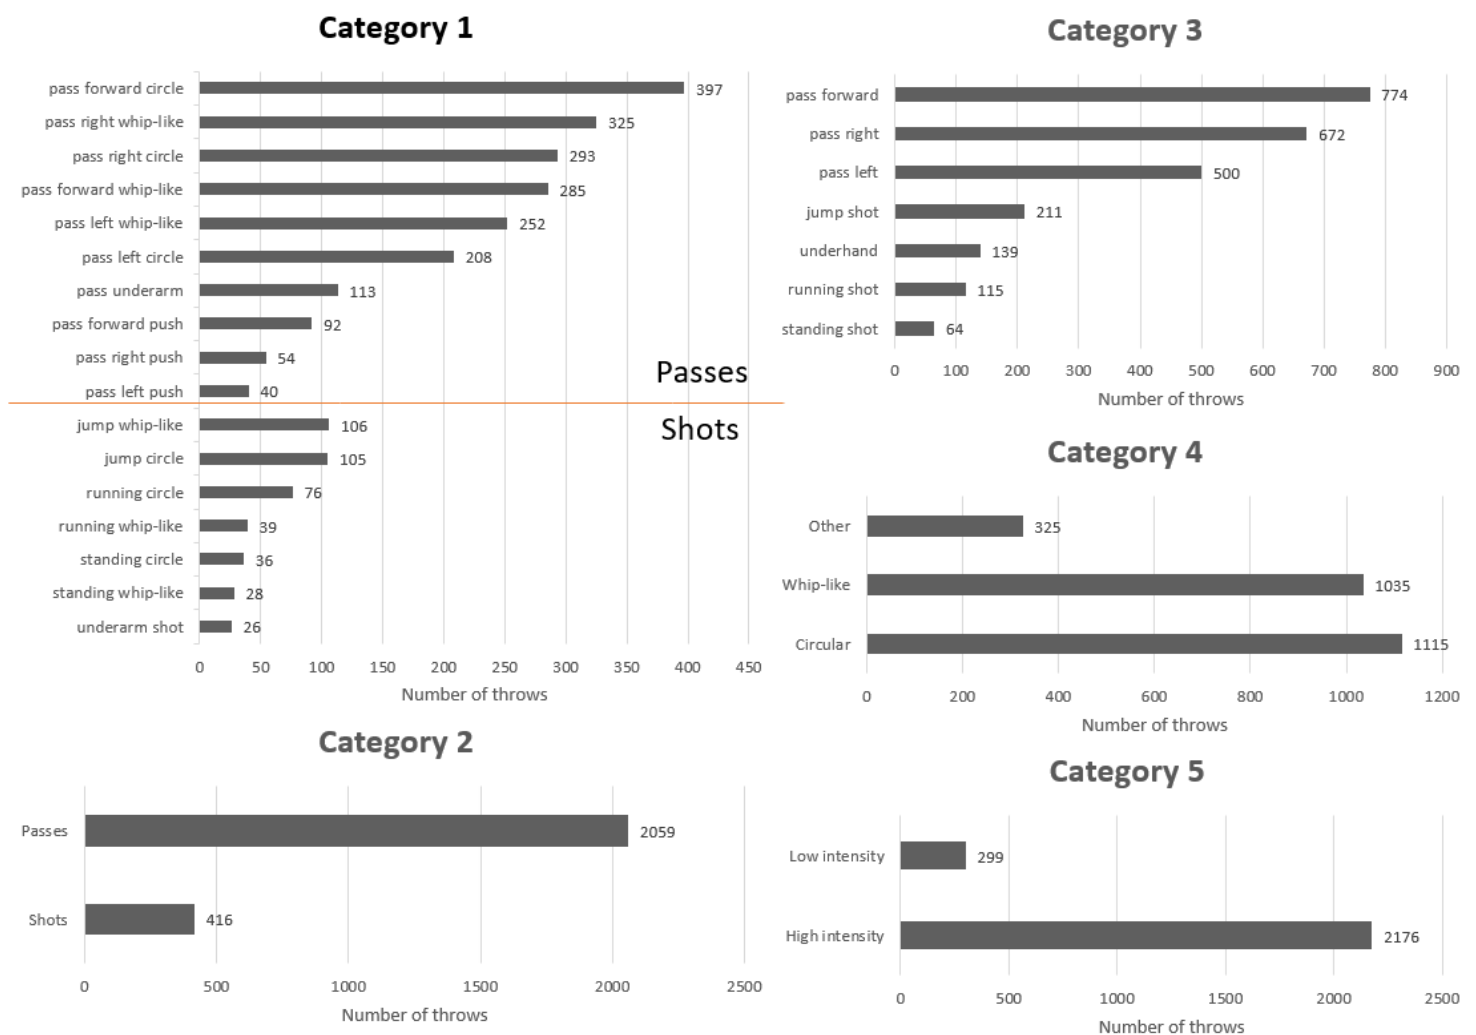 Category 1
pass forward circle 397
pass right whip-like 325
pass right circle 293
pass forward whip-like 285
pass left whip-like 252
pass left circle 208
pass underarm 113
pass forward push 92
pass right push 54
pass left push 40
Passes
Shots
jump whip-like 106
jump circle 105
running circle 76
running whip-like 39
standing circle 36
standing whip-like 28
underarm shot 26
0 50 100 150 200 250 300 350 400 450
Number of throws
Category 2
Passes 2059
Shots 416
0 500 1000 1500 2000 2500
Number of throws
Category 3
pass forward 774
pass right 672
pass left 500
jump shot 211
underhand 139
running shot 115
standing shot 64
0 100 200 300 400 500 600 700 800 900
Number of throws
Category 4
Other 325
Whip-like 1035
Circular 1115
0 200 400 600 800 1000 1200
Number of throws
Category 5
Low intensity 299
High intensity 2176
0 500 1000 1500 2000 2500
Number of throws